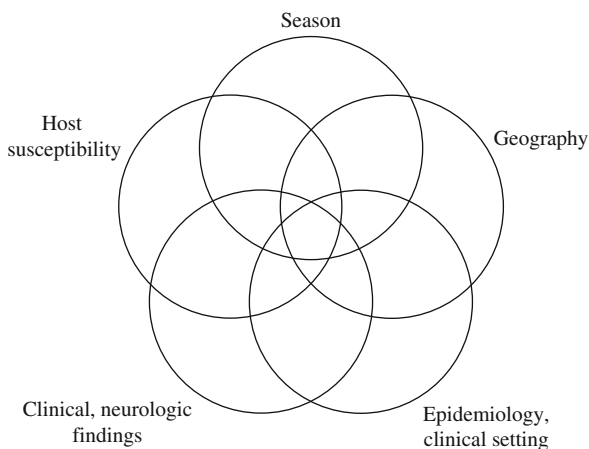 Season
Host
susceptibility
Geography
Clinical, neurologic
findings
Epidemiology,
clinical setting